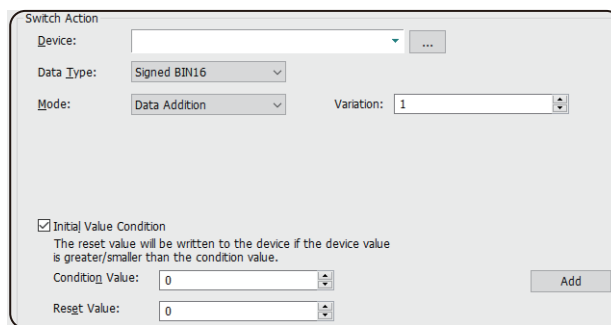 Switch Action
Device:
...
Data Type: Signed BIN16
Mode: Data Addition Variation: 1
Initial Value Condition
The reset value will be written to the device if the device value
is greater/smaller than the condition value.
Condition Value: 0 Add
Reset Value: 0